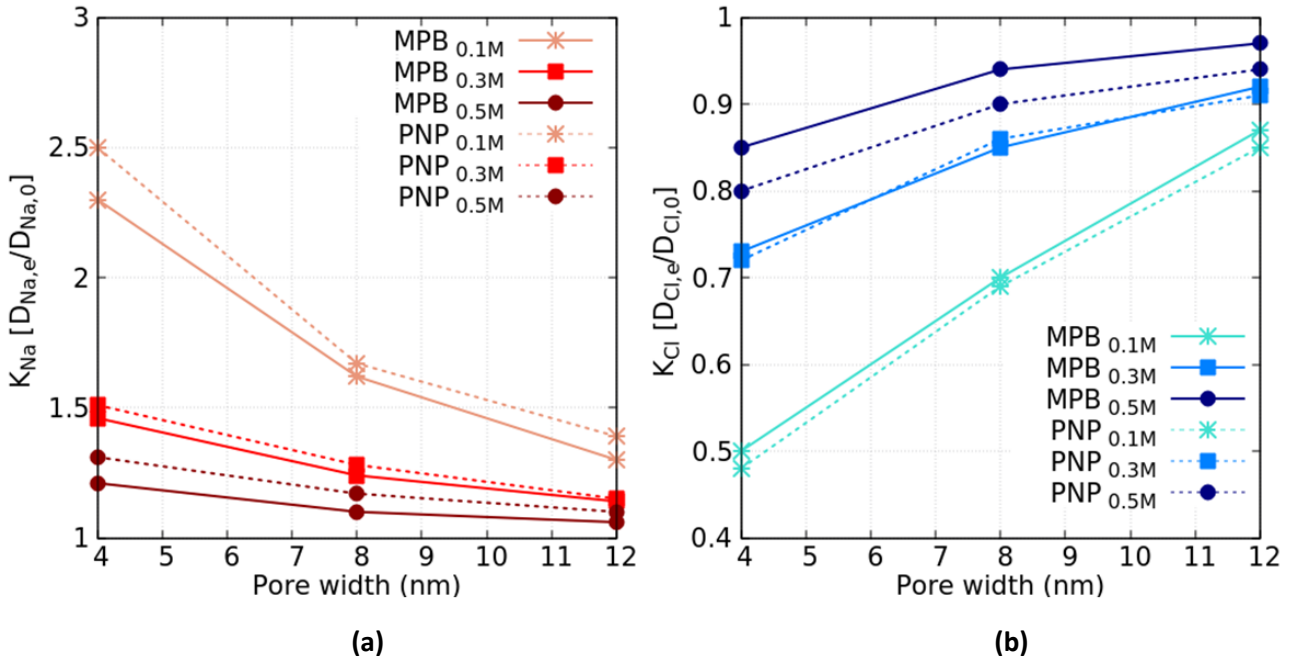 3
2.5
2
1.5
1
K_Na [D_Na,e/D_Na,0]
MPB 0.1M
MPB 0.3M
MPB 0.5M
PNP 0.1M
PNP 0.3M
PNP 0.5M
4 5 6 7 8 9 10 11 12
Pore width (nm)
(a)
1
0.9
0.8
0.7
0.6
0.5
0.4
K_Cl [D_Cl,e/D_Cl,0]
MPB 0.1M
MPB 0.3M
MPB 0.5M
PNP 0.1M
PNP 0.3M
PNP 0.5M
4 5 6 7 8 9 10 11 12
Pore width (nm)
(b)